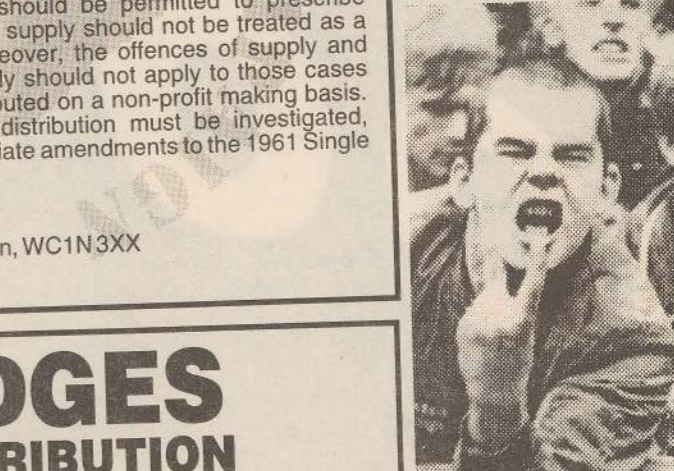 should be permitted to prescribe
supply should not be treated as a
eover, the offences of supply and
ly should not apply to those cases
outed on a non-profit making basis.
distribution must be investigated,
iate amendments to the 1961 Single
n, WC1N 3XX
DGES
RIBUTION